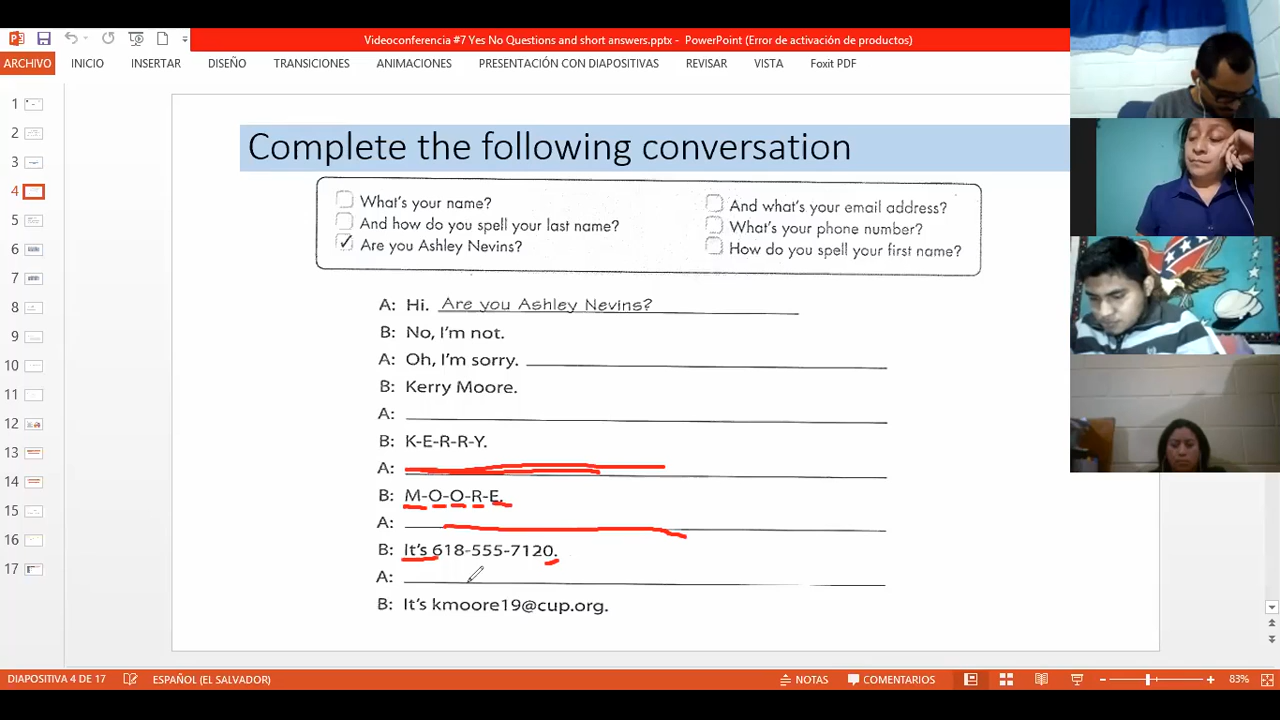 Videoconferencia #7 Yes No Questions and short answers.pptx - PowerPoint (Error de activación de productos)
ARCHIVO INICIO INSERTAR DISEÑO TRANSICIONES ANIMACIONES PRESENTACIÓN CON DIAPOSITIVAS REVISAR VISTA Foxit PDF
1
2
3
4
5
6
7
8
9
10
11
12
13
14
15
16
17
Complete the following conversation
What's your name?
And how do you spell your last name?
Are you Ashley Nevins?
And what's your email address?
What's your phone number?
How do you spell your first name?
A: Hi. Are you Ashley Nevins?
B: No, I'm not.
A: Oh, I'm sorry.
B: Kerry Moore.
A:
B: K-E-R-R-Y.
A:
B: M-O-O-R-E.
A:
B: It's 618-555-7120.
A:
B: It's kmoore19@cup.org.
DIAPOSITIVA 4 DE 17 ESPAÑOL (EL SALVADOR) NOTAS COMENTARIOS 83%